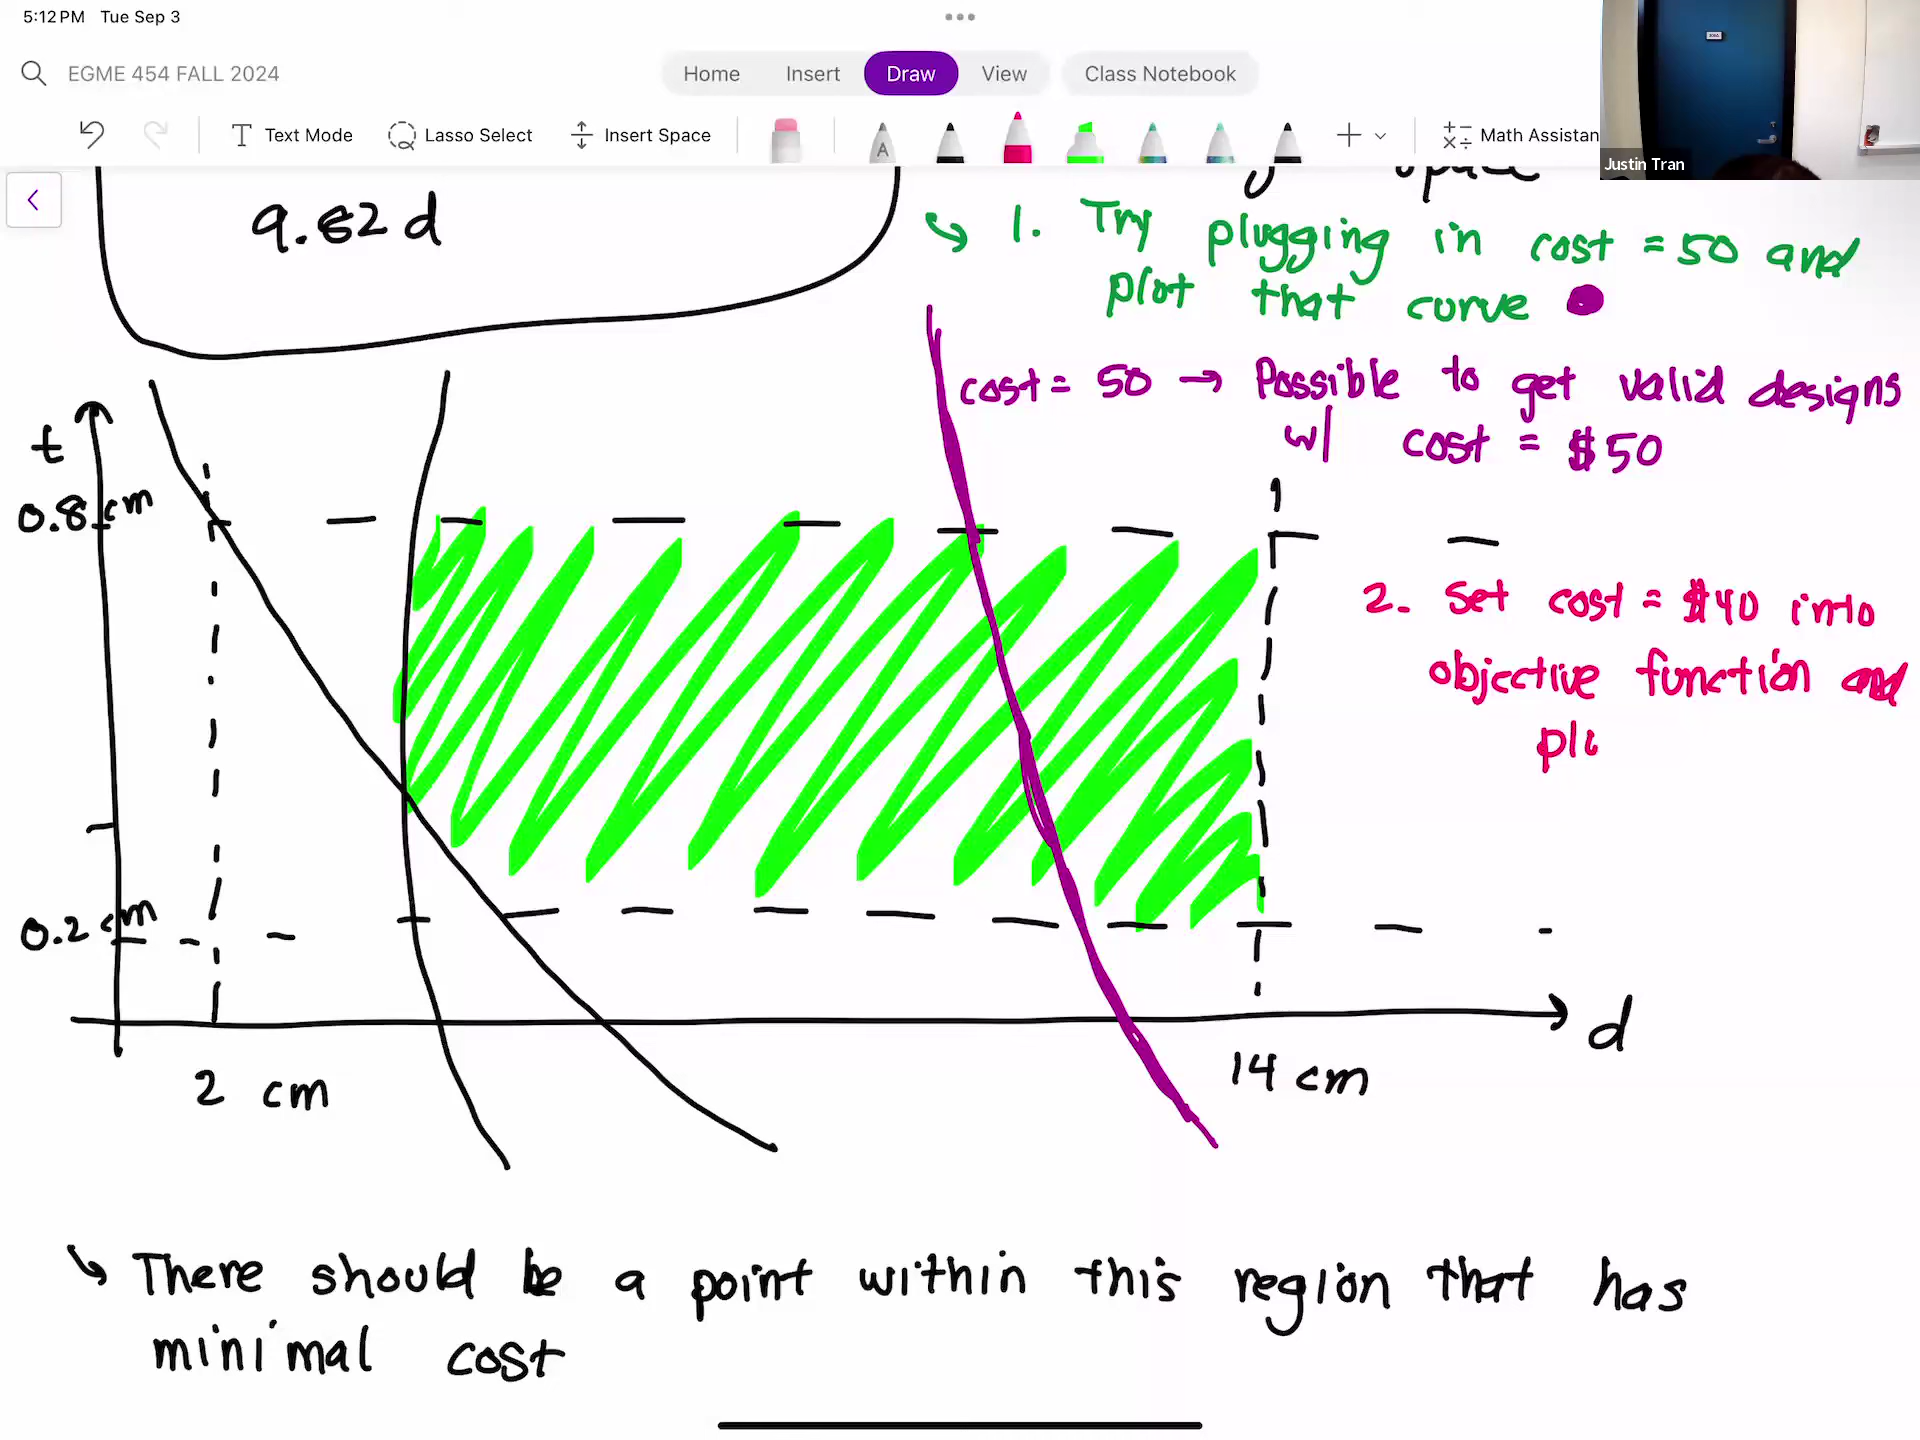 5:12 PM Tue Sep 3
EGME 454 FALL 2024
Home Insert Draw View Class Notebook
Text Mode Lasso Select Insert Space A Math Assistan
Justin Tran
9.82 d
1. Try plugging in cost = 50 and
plot that curve
cost = 50 → Possible to get valid designs
w/ cost = $50
t
0.8 cm
2. Set cost = $40 into
objective function and
plo
0.2 cm
d
2 cm
14 cm
↳ There should be a point within this region that has
minimal cost